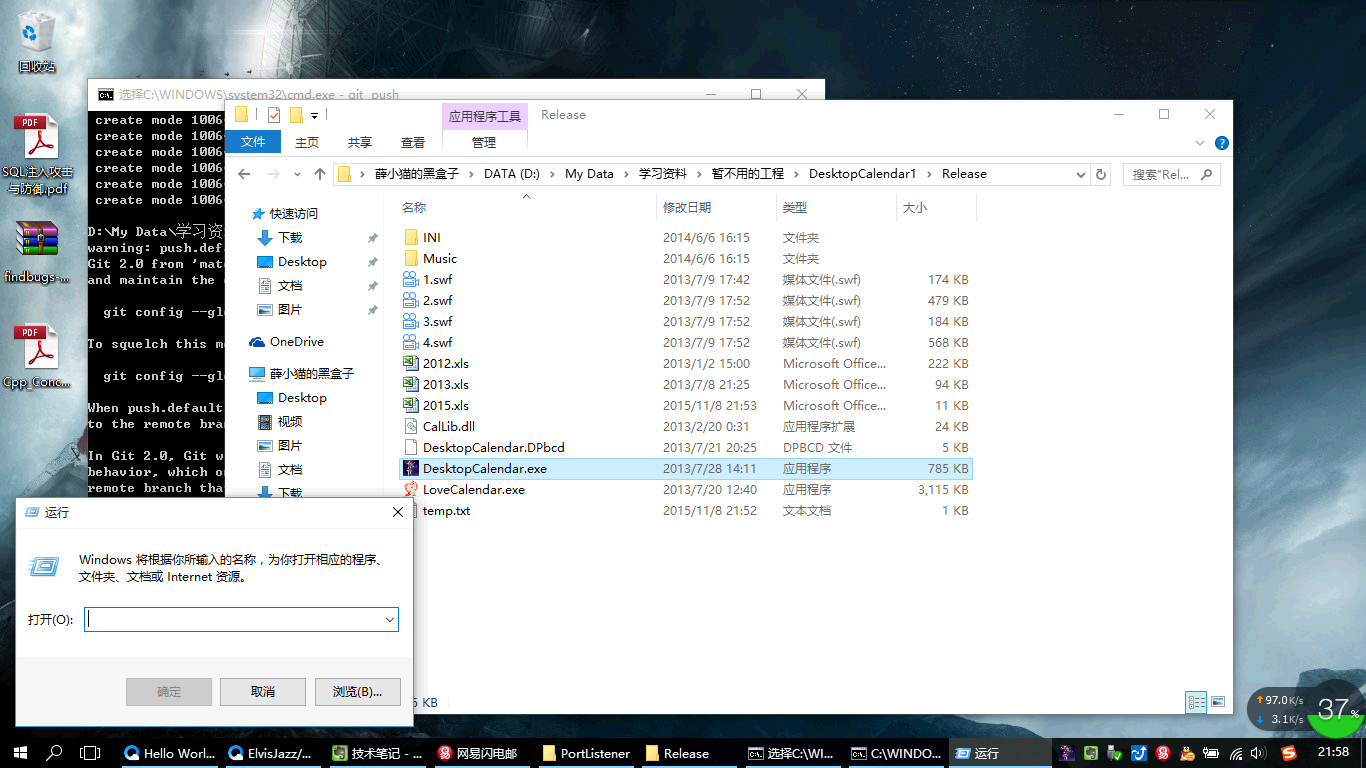 回收站
SQL注入攻击
与防御.pdf
findbugs-...
Cpp_Conc...
选择C:\WINDOWS\system32\cmd.exe - git push
create mode 1006
create mode 1006
create mode 1006
create mode 1006
create mode 1006
create mode 1006
D:\My Data\学习资
warning: push.def
Git 2.0 from 'mat
and maintain the
git config --glo
To squelch this m
git config --glo
When push.default
to the remote bra
In Git 2.0, Git w
behavior, which o
remote branch tha
应用程序工具
Release
文件
主页
共享
查看
管理
薛小猫的黑盒子
DATA (D:)
My Data
学习资料
暂不用的工程
DesktopCalendar1
Release
搜索"Rel...
快速访问
下载
Desktop
文档
图片
OneDrive
薛小猫的黑盒子
Desktop
视频
图片
文档
下载
名称 修改日期 类型 大小
INI 2014/6/6 16:15 文件夹
Music 2014/6/6 16:15 文件夹
1.swf 2013/7/9 17:42 媒体文件(.swf) 174 KB
2.swf 2013/7/9 17:52 媒体文件(.swf) 479 KB
3.swf 2013/7/9 17:52 媒体文件(.swf) 184 KB
4.swf 2013/7/9 17:52 媒体文件(.swf) 568 KB
2012.xls 2013/1/2 15:00 Microsoft Office... 222 KB
2013.xls 2013/7/8 21:25 Microsoft Office... 94 KB
2015.xls 2015/11/8 21:53 Microsoft Office... 11 KB
CalLib.dll 2013/2/20 0:31 应用程序扩展 24 KB
DesktopCalendar.DPbcd 2013/7/21 20:25 DPBCD 文件 5 KB
DesktopCalendar.exe 2013/7/28 14:11 应用程序 785 KB
LoveCalendar.exe 2013/7/20 12:40 应用程序 3,115 KB
temp.txt 2015/11/8 21:52 文本文档 1 KB
KB
运行
Windows 将根据你所输入的名称，为你打开相应的程序、
文件夹、文档或 Internet 资源。
打开(O):
确定
取消
浏览(B)...
97.0K/s
3.1K/s
37%
Hello Worl...
ElvisJazz/...
技术笔记 - ...
网易闪电邮
PortListener
Release
选择C:\WI...
C:\WINDO...
运行
21:58